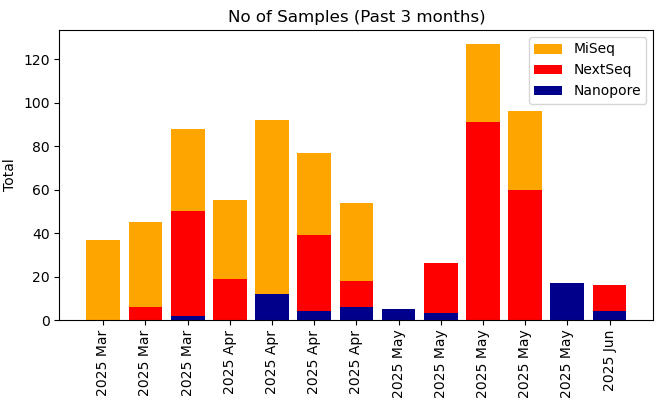 No of Samples (Past 3 months)
MiSeq
NextSeq
Nanopore
Total
120
100
80
60
40
20
0
2025 Mar
2025 Mar
2025 Mar
2025 Apr
2025 Apr
2025 Apr
2025 Apr
2025 May
2025 May
2025 May
2025 May
2025 May
2025 Jun